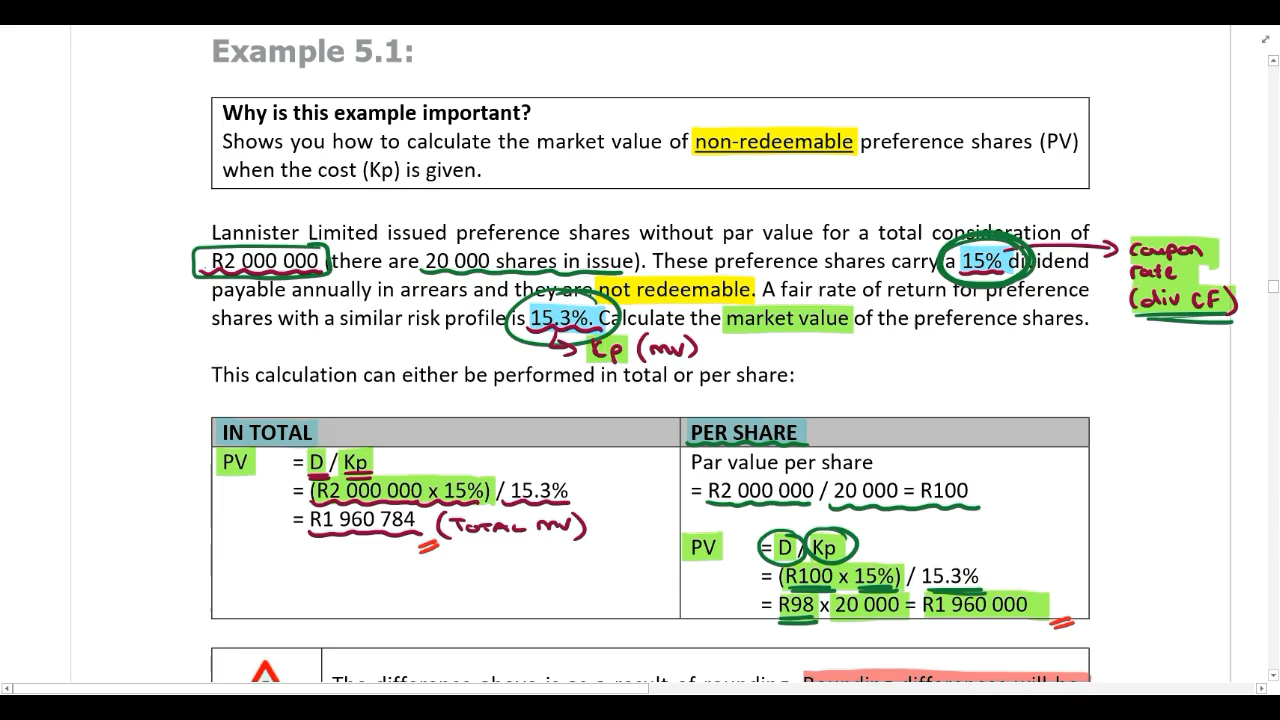 Example 5.1:
Why is this example important?
Shows you how to calculate the market value of non-redeemable preference shares (PV)
when the cost (Kp) is given.
Lannister Limited issued preference shares without par value for a total consideration of
R2 000 000 (there are 20 000 shares in issue). These preference shares carry a 15% dividend
payable annually in arrears and they are not redeemable. A fair rate of return for preference
shares with a similar risk profile is 15.3%. Calculate the market value of the preference shares.
coupon
rate
(div CF)
Kp (mv)
This calculation can either be performed in total or per share:
IN TOTAL
PV = D / Kp
= (R2 000 000 x 15%) / 15.3%
= R1 960 784 (TOTAL MV)
PER SHARE
Par value per share
= R2 000 000 / 20 000 = R100
PV = D / Kp
= (R100 x 15%) / 15.3%
= R98 x 20 000 = R1 960 000
The difference above is as a result of rounding. Rounding differences will be